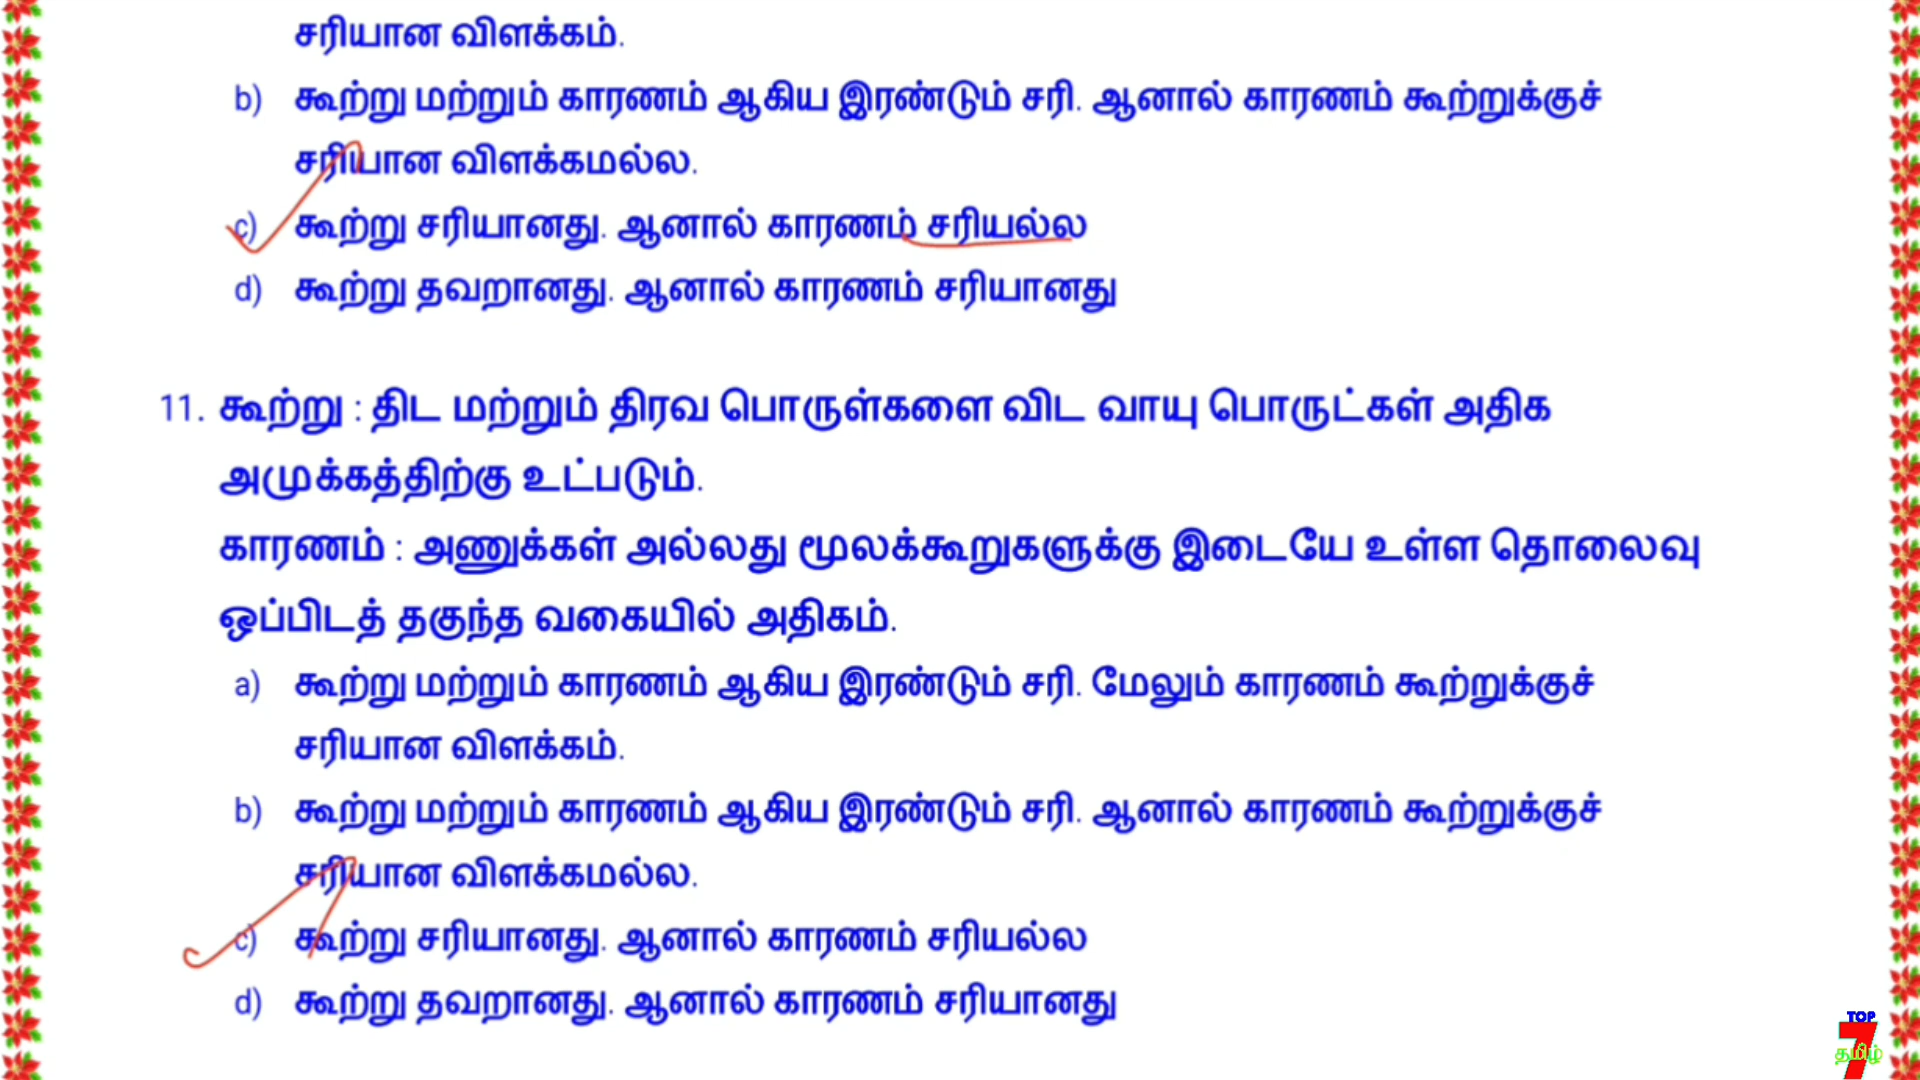 சரியான விளக்கம்.
b) கூற்று மற்றும் காரணம் ஆகிய இரண்டும் சரி. ஆனால் காரணம் கூற்றுக்குச்
சரியான விளக்கமல்ல.
c) கூற்று சரியானது. ஆனால் காரணம் சரியல்ல
d) கூற்று தவறானது. ஆனால் காரணம் சரியானது
11. கூற்று : திட மற்றும் திரவ பொருள்களை விட வாயு பொருட்கள் அதிக
அமுக்கத்திற்கு உட்படும்.
காரணம் : அணுக்கள் அல்லது மூலக்கூறுகளுக்கு இடையே உள்ள தொலைவு
ஒப்பிடத் தகுந்த வகையில் அதிகம்.
a) கூற்று மற்றும் காரணம் ஆகிய இரண்டும் சரி. மேலும் காரணம் கூற்றுக்குச்
சரியான விளக்கம்.
b) கூற்று மற்றும் காரணம் ஆகிய இரண்டும் சரி. ஆனால் காரணம் கூற்றுக்குச்
சரியான விளக்கமல்ல.
c) கூற்று சரியானது. ஆனால் காரணம் சரியல்ல
d) கூற்று தவறானது. ஆனால் காரணம் சரியானது
TOP
7
தமிழ்